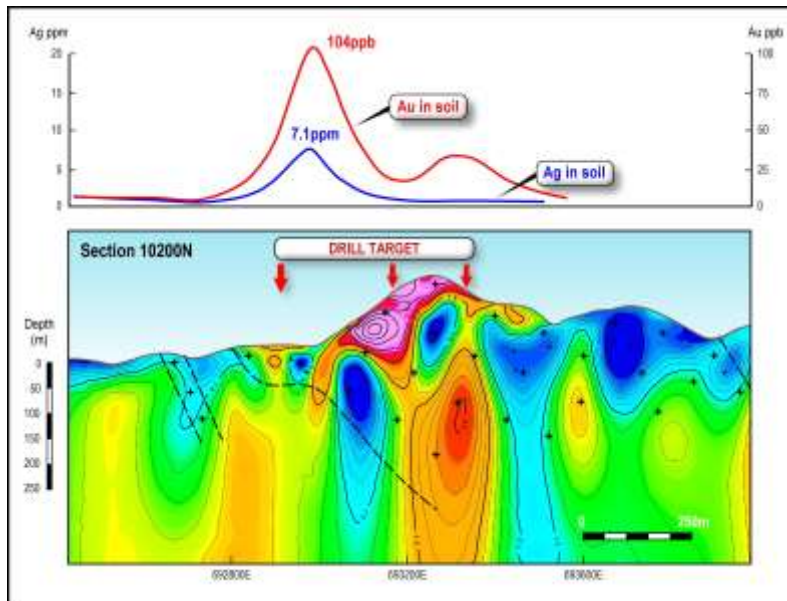 Ag ppm
Au ppb
104ppb
20
100
15
75
Au in soil
7.1ppm
10
50
5
25
Ag in soil
0
0
Section 10200N
DRILL TARGET
Depth
(m)
0
50
100
150
200
250
0
250m
692800E
693200E
693600E